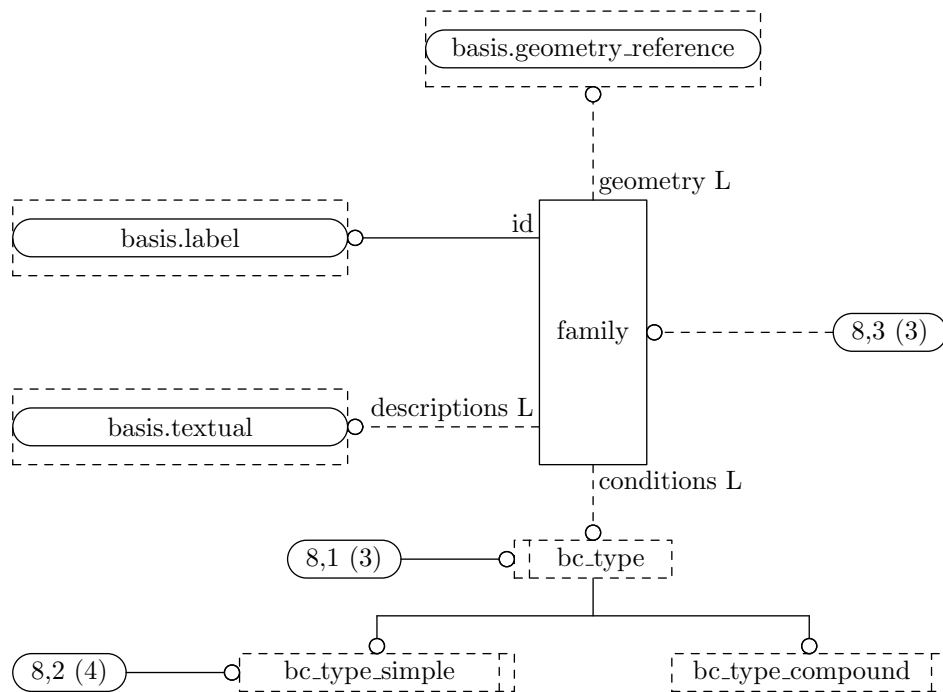 basis.geometry_reference
geometry L
id
basis.label
family
8,3 (3)
descriptions L
basis.textual
conditions L
8,1 (3)
bc_type
8,2 (4)
bc_type_simple
bc_type_compound